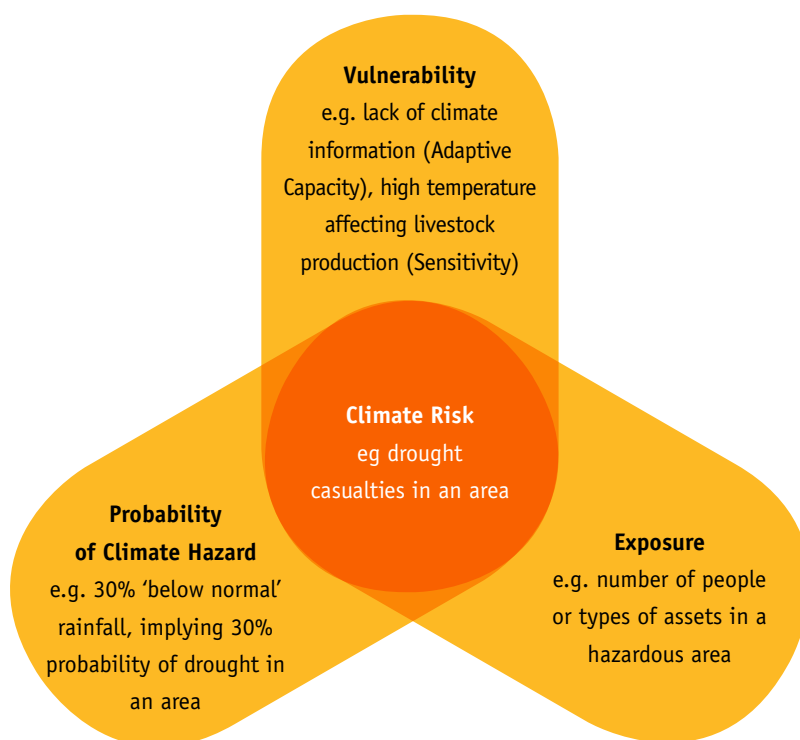 Vulnerability
e.g. lack of climate
information (Adaptive
Capacity), high temperature
affecting livestock
production (Sensitivity)
Climate Risk
eg drought
casualties in an area
Probability
of Climate Hazard
e.g. 30% ‘below normal’
rainfall, implying 30%
probability of drought in
an area
Exposure
e.g. number of people
or types of assets in a
hazardous area